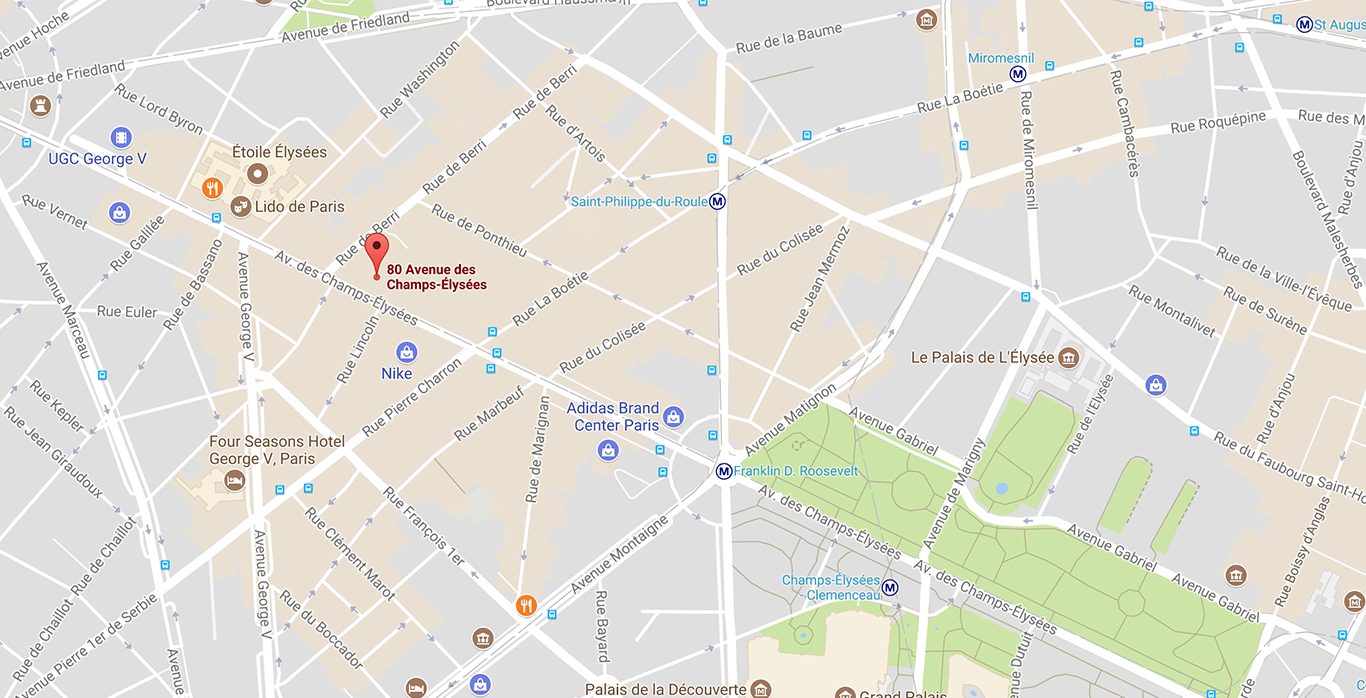 Boulevard Haussmann
Avenue Hoche
Avenue de Friedland
Rue de la Baume
St Augus
Miromesnil
Avenue de Friedland
Rue Washington
Rue de Berri
Rue La Boétie
Rue Lord Byron
Rue d'Artois
Rue de Miromesnil
Rue Cambacérès
Rue Roquépine
Rue des M
UGC George V
Étoile Élysées
Rue de Berri
Boulevard Malesherbes
Rue d'Anjou
Lido de Paris
Saint-Philippe-du-Roule
Rue Vernet
Rue Galilée
Rue de Bassano
Rue de Berri
Rue de Ponthieu
Rue du Colisée
Rue Jean Mermoz
Avenue Marceau
Avenue George V
Av. des Champs-Élysées
80 Avenue des
Champs-Élysées
Rue La Boétie
Rue de la Ville-l'Évêque
Rue de Surène
Rue Montalivet
Rue Euler
Rue Lincoln
Nike
Rue du Colisée
Le Palais de L'Élysée
Rue Kepler
Rue Jean Giraudoux
Rue Pierre Charron
Rue Marbeuf
Rue de Marignan
Adidas Brand
Center Paris
Avenue Matignon
Avenue Gabriel
Rue de l'Elysée
Rue d'Anjou
Four Seasons Hotel
George V, Paris
Franklin D. Roosevelt
Avenue de Marigny
Rue du Faubourg Saint-Ho
Av. des Champs-Élysées
Rue de Chaillot
Rue François 1er
Rue Clément Marot
Avenue Montaigne
Avenue George V
Avenue Gabriel
Rue Boissy d'Anglas
Champs-Élysées
- Clemenceau
Av. des Champs-Élysées
Avenue Gabriel
Rue de Chaillot
Avenue Pierre 1er de Serbie
Rue du Boccador
Rue Bayard
Avenue
Avenue Dutuit
Palais de la Découverte
Grand Palais